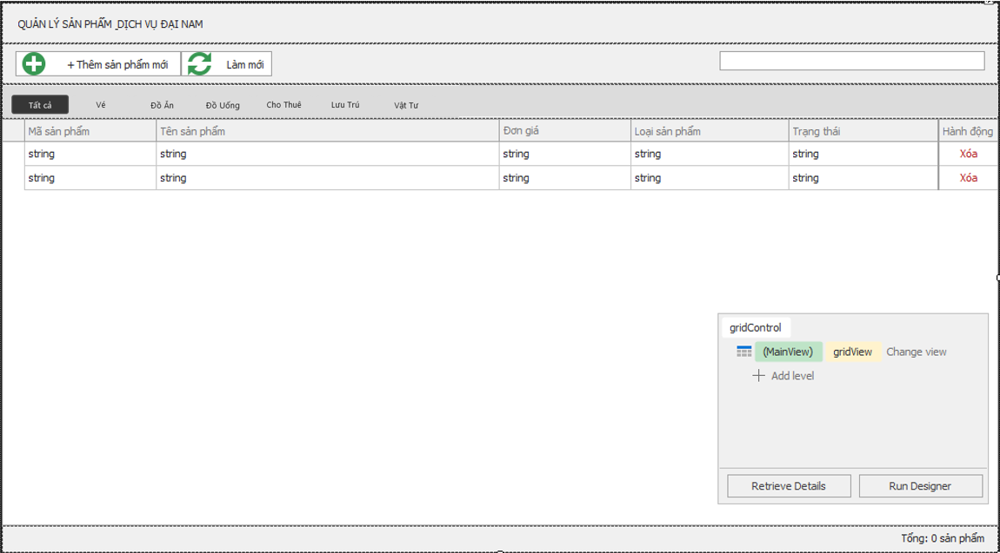 QUẢN LÝ SẢN PHẨM _DỊCH VỤ ĐẠI NAM
+ Thêm sản phẩm mới Làm mới
Tất cả Vé Đồ Ăn Đồ Uống Cho Thuê Lưu Trú Vật Tư
Mã sản phẩm Tên sản phẩm Đơn giá Loại sản phẩm Trạng thái Hành động
string string string string string Xóa
string string string string string Xóa
gridControl
(MainView) gridView Change view
Add level
Retrieve Details Run Designer
Tổng: 0 sản phẩm